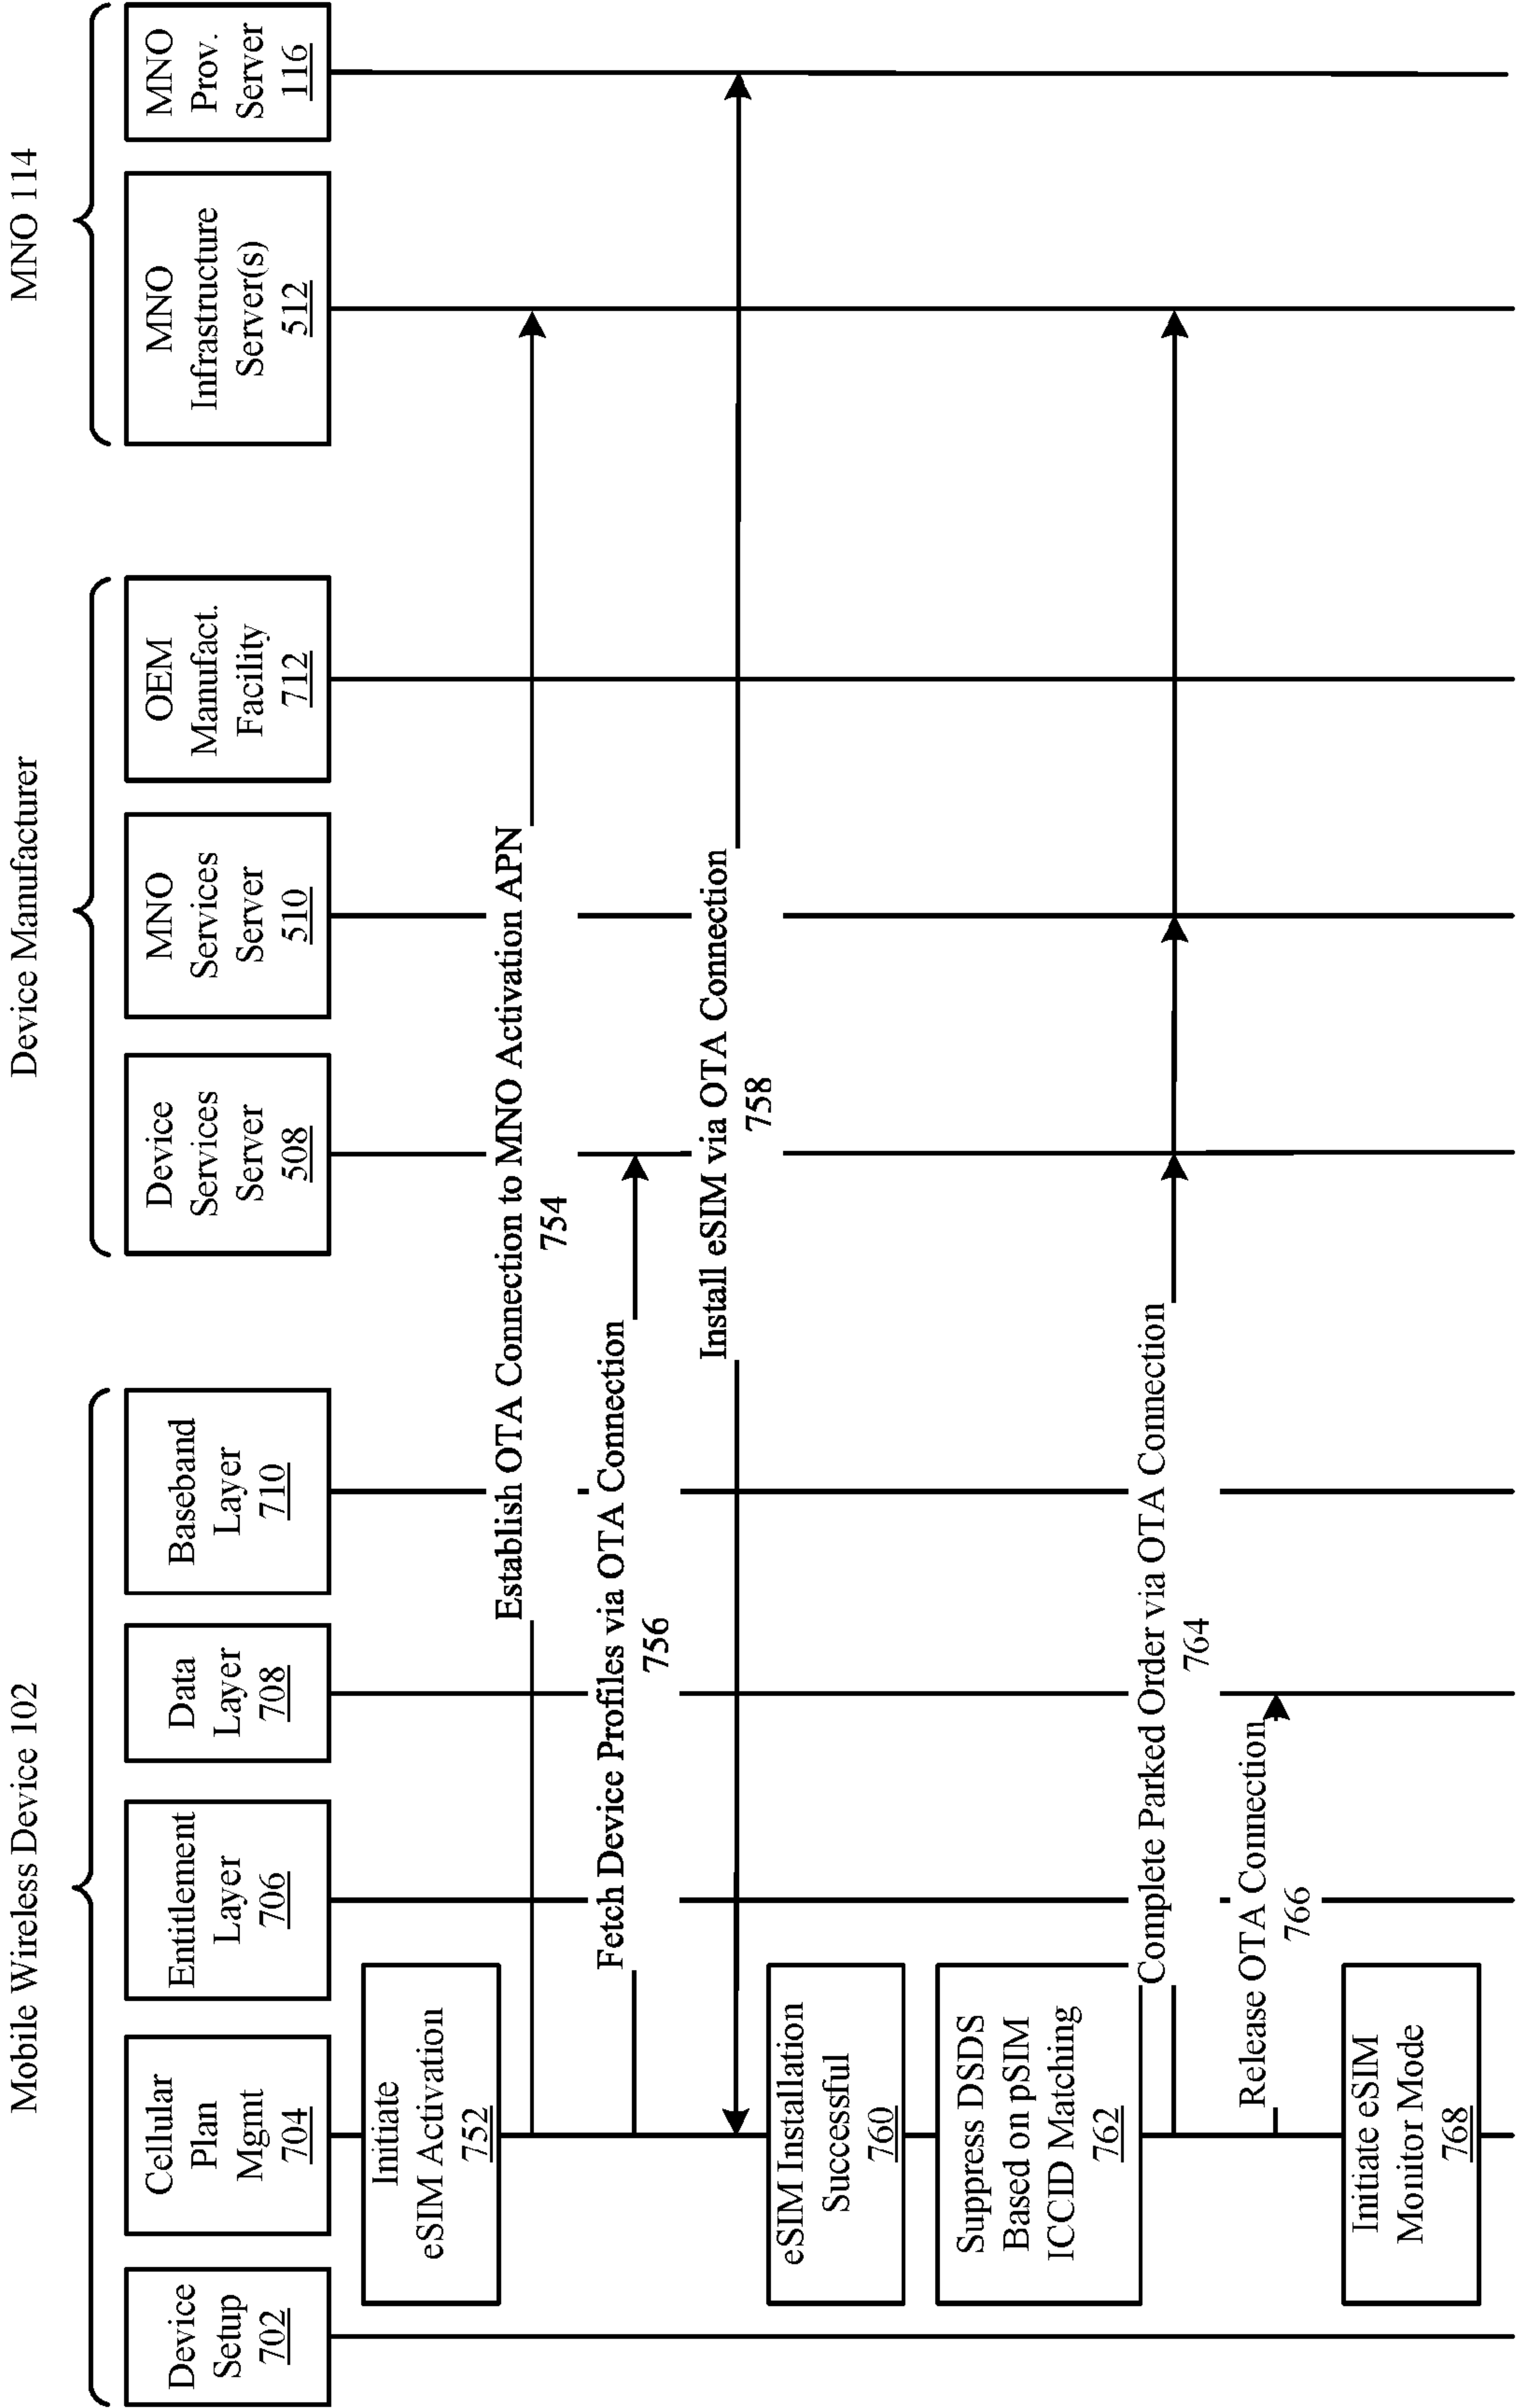 Mobile Wireless Device 102
Device Manufacturer
MNO 114
Device
Setup
702
Cellular
Plan
Mgmt
704
Entitlement
Layer
706
Data
Layer
708
Baseband
Layer
710
Device
Services
Server
508
MNO
Services
Server
510
OEM
Manufact.
Facility
712
MNO
Infrastructure
Server(s)
512
MNO
Prov.
Server
116
Initiate
eSIM Activation
752
Establish OTA Connection to MNO Activation APN
754
Fetch Device Profiles via OTA Connection
756
Install eSIM via OTA Connection
758
eSIM Installation
Successful
760
Suppress DSDS
Based on pSIM
ICCID Matching
762
Complete Parked Order via OTA Connection
764
Release OTA Connection
766
Initiate eSIM
Monitor Mode
768